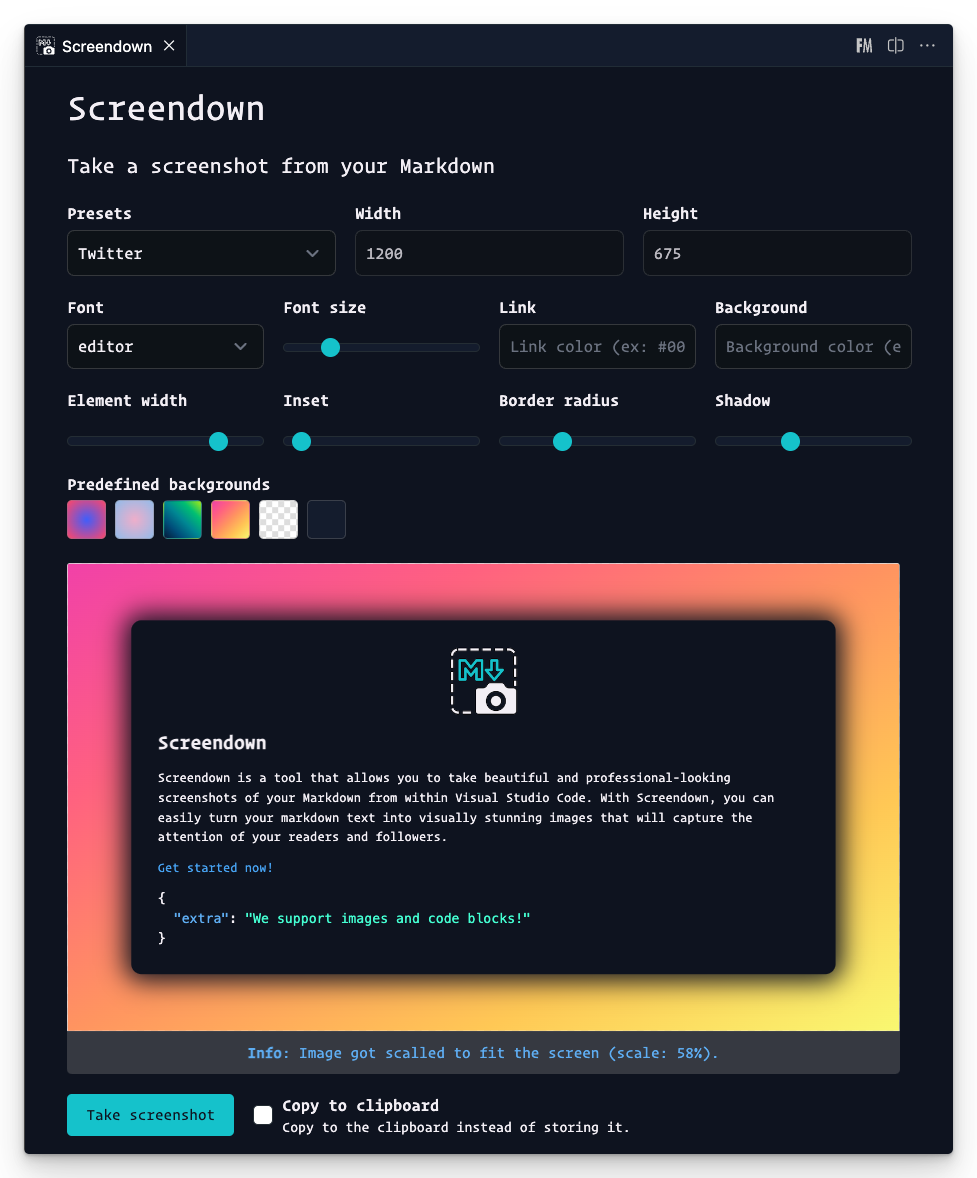 Screendown
FM
Screendown
Take a screenshot from your Markdown
Presets Width Height
Twitter 1200 675
Font Font size Link Background
editor Link color (ex: #00 Background color (e
Element width Inset Border radius Shadow
Predefined backgrounds
M
Screendown
Screendown is a tool that allows you to take beautiful and professional-looking
screenshots of your Markdown from within Visual Studio Code. With Screendown, you can
easily turn your markdown text into visually stunning images that will capture the
attention of your readers and followers.
Get started now!
{
"extra": "We support images and code blocks!"
}
Info: Image got scalled to fit the screen (scale: 58%).
Take screenshot
Copy to clipboard
Copy to the clipboard instead of storing it.